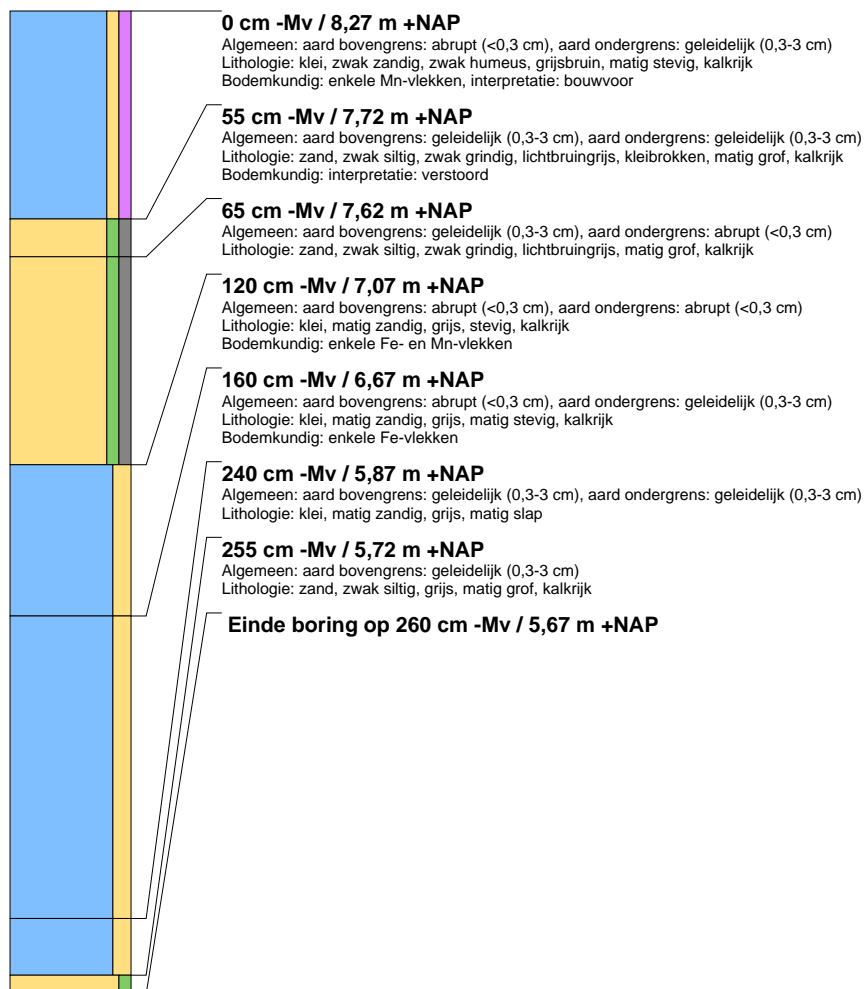 0 cm -Mv / 8,27 m +NAP
Algemeen: aard bovengrens: abrupt (<0,3 cm), aard ondergrens: geleidelijk (0,3-3 cm)
Lithologie: klei, zwak zandig, zwak humeus, grijsbruin, matig stevig, kalkrijk
Bodemkundig: enkele Mn-vlekken, interpretatie: bouwvoor
55 cm -Mv / 7,72 m +NAP
Algemeen: aard bovengrens: geleidelijk (0,3-3 cm), aard ondergrens: geleidelijk (0,3-3 cm)
Lithologie: zand, zwak siltig, zwak grindig, lichtbruingrijs, kleibrokken, matig grof, kalkrijk
Bodemkundig: interpretatie: verstoord
65 cm -Mv / 7,62 m +NAP
Algemeen: aard bovengrens: geleidelijk (0,3-3 cm), aard ondergrens: abrupt (<0,3 cm)
Lithologie: zand, zwak siltig, zwak grindig, lichtbruingrijs, matig grof, kalkrijk
120 cm -Mv / 7,07 m +NAP
Algemeen: aard bovengrens: abrupt (<0,3 cm), aard ondergrens: abrupt (<0,3 cm)
Lithologie: klei, matig zandig, grijs, stevig, kalkrijk
Bodemkundig: enkele Fe- en Mn-vlekken
160 cm -Mv / 6,67 m +NAP
Algemeen: aard bovengrens: abrupt (<0,3 cm), aard ondergrens: geleidelijk (0,3-3 cm)
Lithologie: klei, matig zandig, grijs, matig stevig, kalkrijk
Bodemkundig: enkele Fe-vlekken
240 cm -Mv / 5,87 m +NAP
Algemeen: aard bovengrens: geleidelijk (0,3-3 cm), aard ondergrens: geleidelijk (0,3-3 cm)
Lithologie: klei, matig zandig, grijs, matig slap
255 cm -Mv / 5,72 m +NAP
Algemeen: aard bovengrens: geleidelijk (0,3-3 cm)
Lithologie: zand, zwak siltig, grijs, matig grof, kalkrijk
Einde boring op 260 cm -Mv / 5,67 m +NAP